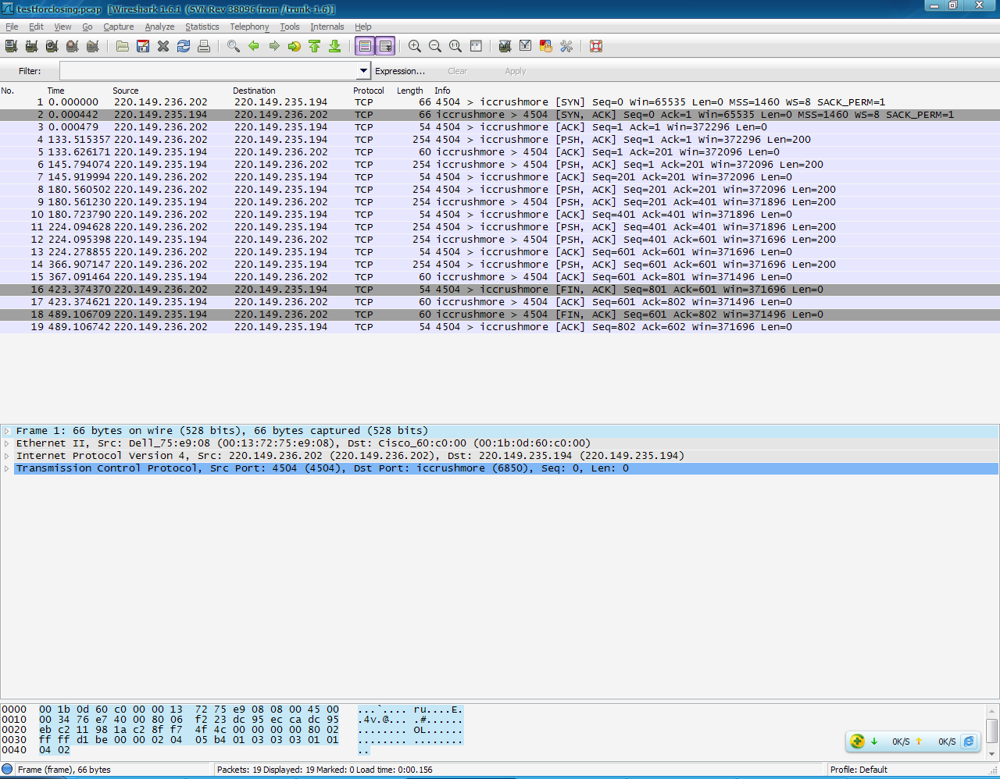 testforclosing.pcap [Wireshark 1.6.1 (SVN Rev 38096 from /trunk-1.6)]
File Edit View Go Capture Analyze Statistics Telephony Tools Internals Help
Filter: Expression... Clear Apply
No. Time Source Destination Protocol Length Info
1 0.000000 220.149.236.202 220.149.235.194 TCP 66 4504 > iccrushmore [SYN] Seq=0 Win=65535 Len=0 MSS=1460 WS=8 SACK_PERM=1
2 0.000442 220.149.235.194 220.149.236.202 TCP 66 iccrushmore > 4504 [SYN, ACK] Seq=0 Ack=1 Win=65535 Len=0 MSS=1460 WS=8 SACK_PERM=1
3 0.000479 220.149.236.202 220.149.235.194 TCP 54 4504 > iccrushmore [ACK] Seq=1 Ack=1 Win=372296 Len=0
4 133.515357 220.149.236.202 220.149.235.194 TCP 254 4504 > iccrushmore [PSH, ACK] Seq=1 Ack=1 Win=372296 Len=200
5 133.626171 220.149.235.194 220.149.236.202 TCP 60 iccrushmore > 4504 [ACK] Seq=1 Ack=201 Win=372096 Len=0
6 145.794074 220.149.235.194 220.149.236.202 TCP 254 iccrushmore > 4504 [PSH, ACK] Seq=1 Ack=201 Win=372096 Len=200
7 145.919994 220.149.236.202 220.149.235.194 TCP 54 4504 > iccrushmore [ACK] Seq=201 Ack=201 Win=372096 Len=0
8 180.560502 220.149.236.202 220.149.235.194 TCP 254 4504 > iccrushmore [PSH, ACK] Seq=201 Ack=201 Win=372096 Len=200
9 180.561230 220.149.235.194 220.149.236.202 TCP 254 iccrushmore > 4504 [PSH, ACK] Seq=201 Ack=401 Win=371896 Len=200
10 180.723790 220.149.236.202 220.149.235.194 TCP 54 4504 > iccrushmore [ACK] Seq=401 Ack=401 Win=371896 Len=0
11 224.094628 220.149.236.202 220.149.235.194 TCP 254 4504 > iccrushmore [PSH, ACK] Seq=401 Ack=401 Win=371896 Len=200
12 224.095398 220.149.235.194 220.149.236.202 TCP 254 iccrushmore > 4504 [PSH, ACK] Seq=401 Ack=601 Win=371696 Len=200
13 224.278855 220.149.236.202 220.149.235.194 TCP 54 4504 > iccrushmore [ACK] Seq=601 Ack=601 Win=371696 Len=0
14 366.907147 220.149.236.202 220.149.235.194 TCP 254 4504 > iccrushmore [PSH, ACK] Seq=601 Ack=601 Win=371696 Len=200
15 367.091464 220.149.235.194 220.149.236.202 TCP 60 iccrushmore > 4504 [ACK] Seq=601 Ack=801 Win=371496 Len=0
16 423.374370 220.149.236.202 220.149.235.194 TCP 54 4504 > iccrushmore [FIN, ACK] Seq=801 Ack=601 Win=371696 Len=0
17 423.374621 220.149.235.194 220.149.236.202 TCP 60 iccrushmore > 4504 [ACK] Seq=601 Ack=802 Win=371496 Len=0
18 489.106709 220.149.235.194 220.149.236.202 TCP 60 iccrushmore > 4504 [FIN, ACK] Seq=601 Ack=802 Win=371496 Len=0
19 489.106742 220.149.236.202 220.149.235.194 TCP 54 4504 > iccrushmore [ACK] Seq=802 Ack=602 Win=371696 Len=0
Frame 1: 66 bytes on wire (528 bits), 66 bytes captured (528 bits)
Ethernet II, Src: Dell_75:e9:08 (00:13:72:75:e9:08), Dst: Cisco_60:c0:00 (00:1b:0d:60:c0:00)
Internet Protocol Version 4, Src: 220.149.236.202 (220.149.236.202), Dst: 220.149.235.194 (220.149.235.194)
Transmission Control Protocol, Src Port: 4504 (4504), Dst Port: iccrushmore (6850), Seq: 0, Len: 0
0000 00 1b 0d 60 c0 00 00 13 72 75 e9 08 08 00 45 00 ...`.... ru....E.
0010 00 34 76 e7 40 00 80 06 f2 23 dc 95 ec ca dc 95 .4v.@... .#......
0020 eb c2 11 98 1a c2 8f f7 4f 4c 00 00 00 00 80 02 ........ OL......
0030 ff ff d1 be 00 00 02 04 05 b4 01 03 03 03 01 01 ........ ........
0040 04 02 ..
0K/S 0K/S
Frame (frame), 66 bytes Packets: 19 Displayed: 19 Marked: 0 Load time: 0:00.156 Profile: Default